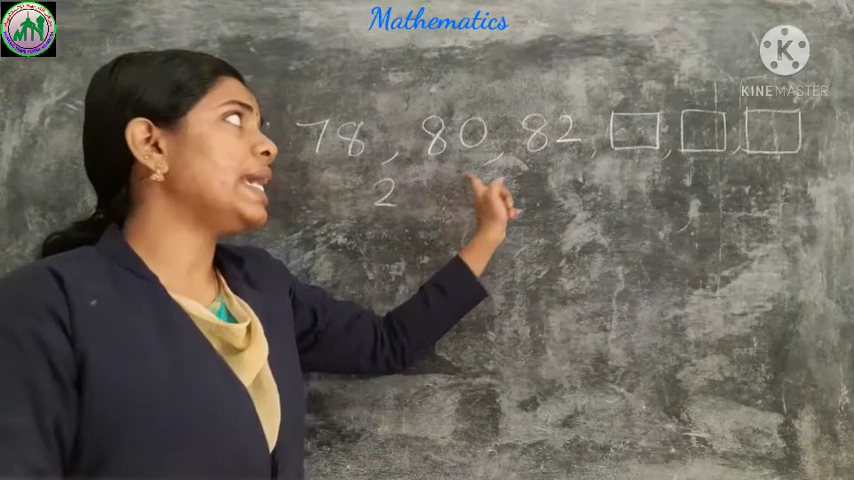 Mathematics
KINEMASTER
78, 80, 82, □, □, □
2